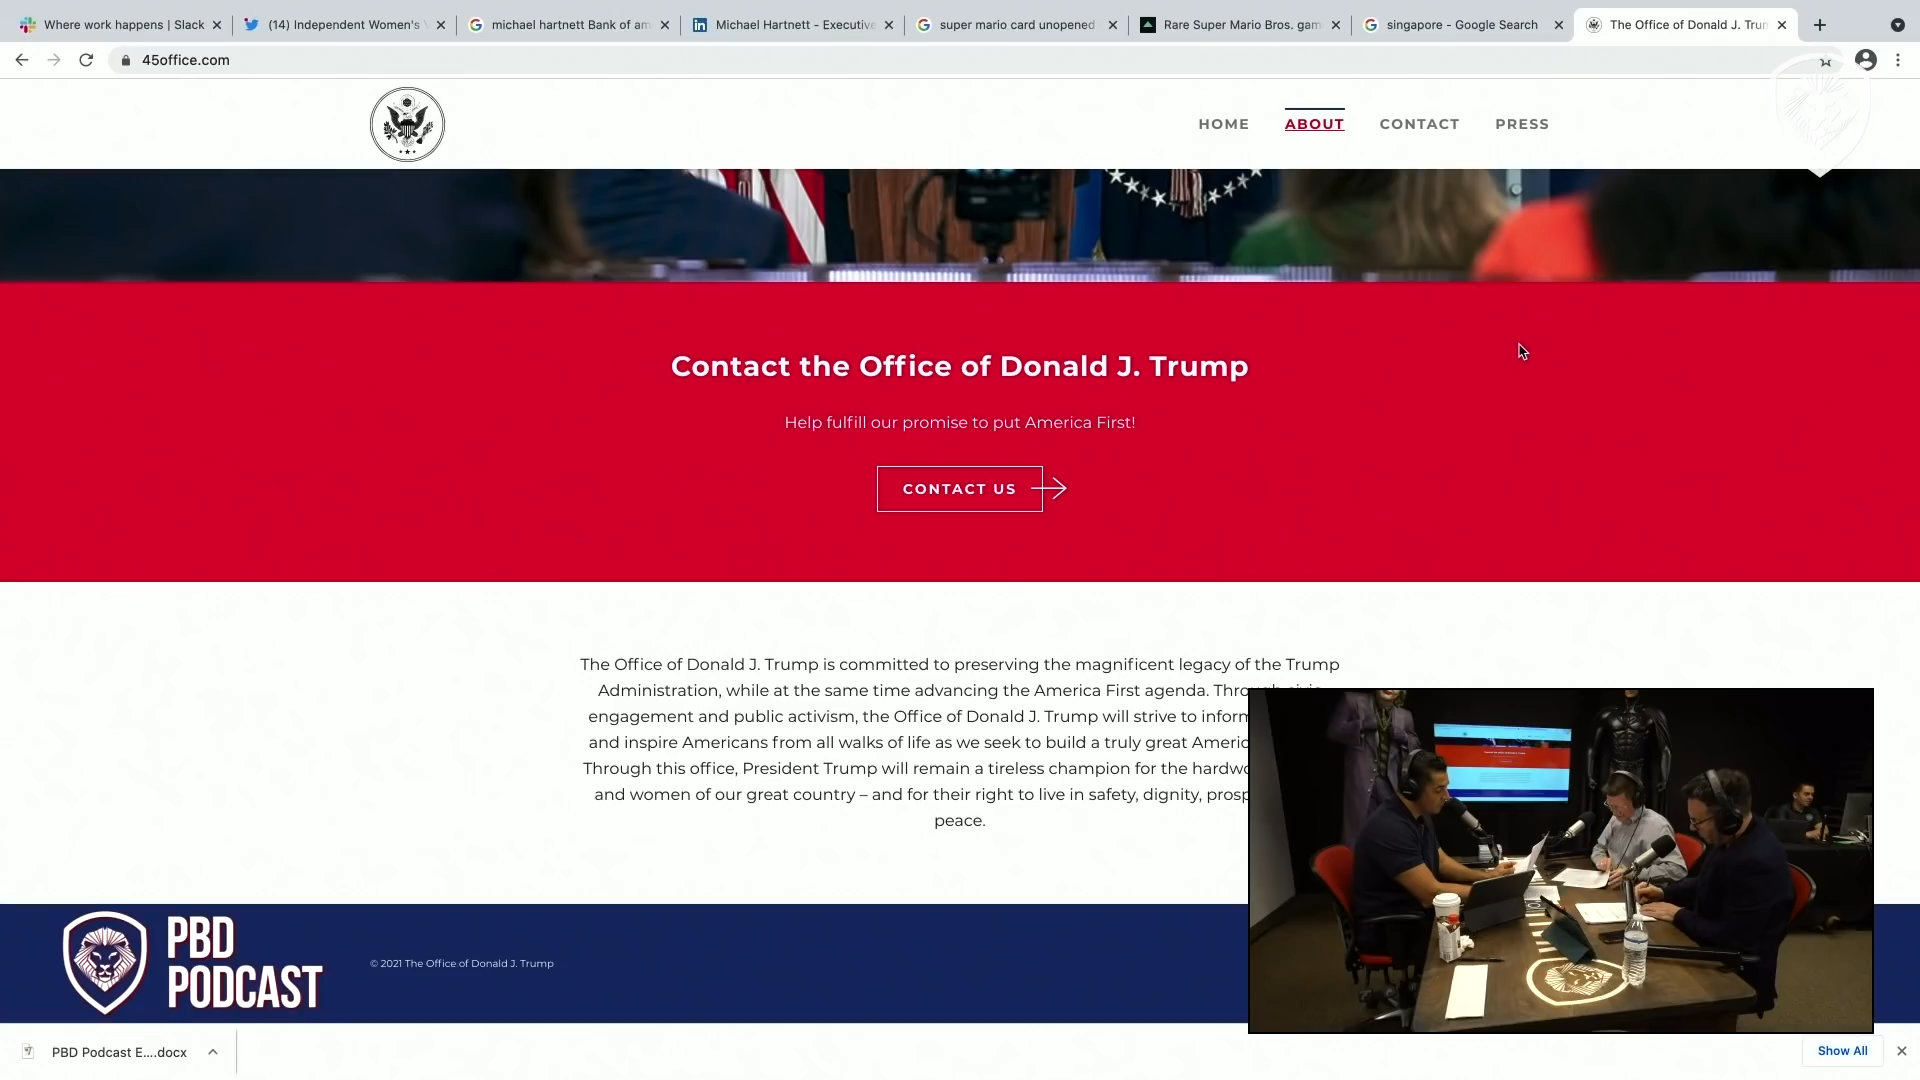 Where work happens | Slack
(14) Independent Women's
michael hartnett Bank of am
Michael Hartnett - Executive
super mario card unopened
Rare Super Mario Bros. gam
singapore - Google Search
The Office of Donald J. Trum
45office.com
HOME
ABOUT
CONTACT
PRESS
Contact the Office of Donald J. Trump
Help fulfill our promise to put America First!
CONTACT US
The Office of Donald J. Trump is committed to preserving the magnificent legacy of the Trump
Administration, while at the same time advancing the America First agenda. Through civic
engagement and public activism, the Office of Donald J. Trump will strive to inform
and inspire Americans from all walks of life as we seek to build a truly great Americ
Through this office, President Trump will remain a tireless champion for the hardwo
and women of our great country – and for their right to live in safety, dignity, prosp
peace.
PBD
PODCAST
© 2021 The Office of Donald J. Trump
PBD Podcast E....docx
Show All